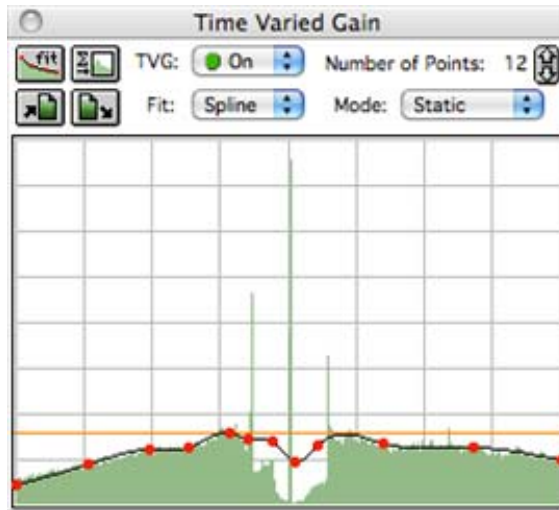 Time Varied Gain
fit TVG: On Number of Points: 12
Fit: Spline Mode: Static